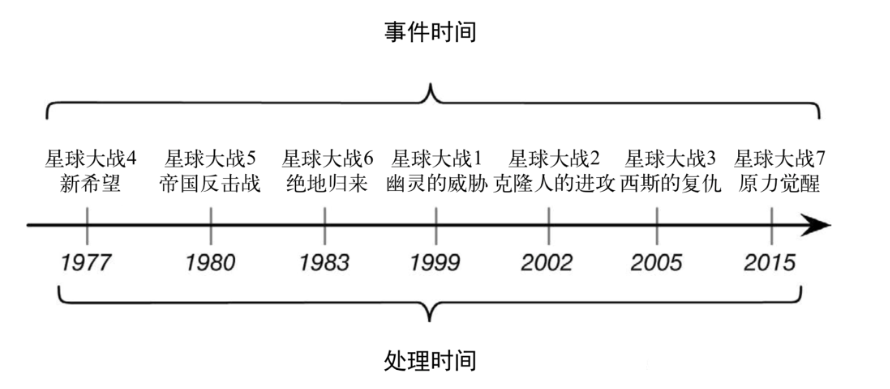 事件时间
星球大战4 星球大战5 星球大战6 星球大战1 星球大战2 星球大战3 星球大战7
新希望 帝国反击战 绝地归来 幽灵的威胁 克隆人的进攻 西斯的复仇 原力觉醒
1977 1980 1983 1999 2002 2005 2015
处理时间